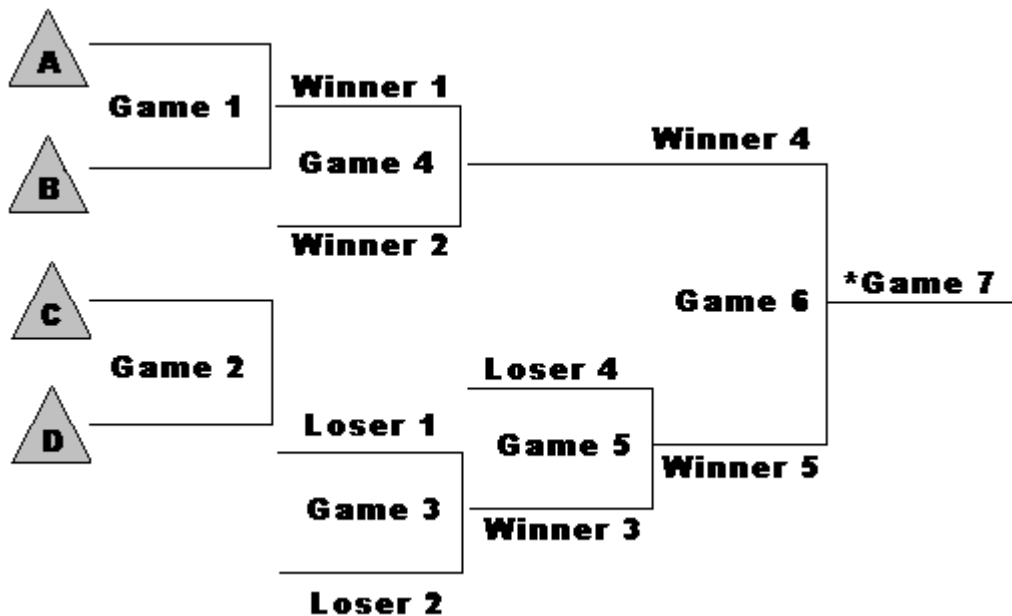 A
Game 1
B
Winner 1
Game 4
Winner 2
Winner 4
C
Game 2
D
Loser 1
Game 3
Loser 2
Loser 4
Game 5
Winner 3
Winner 5
Game 6
*Game 7